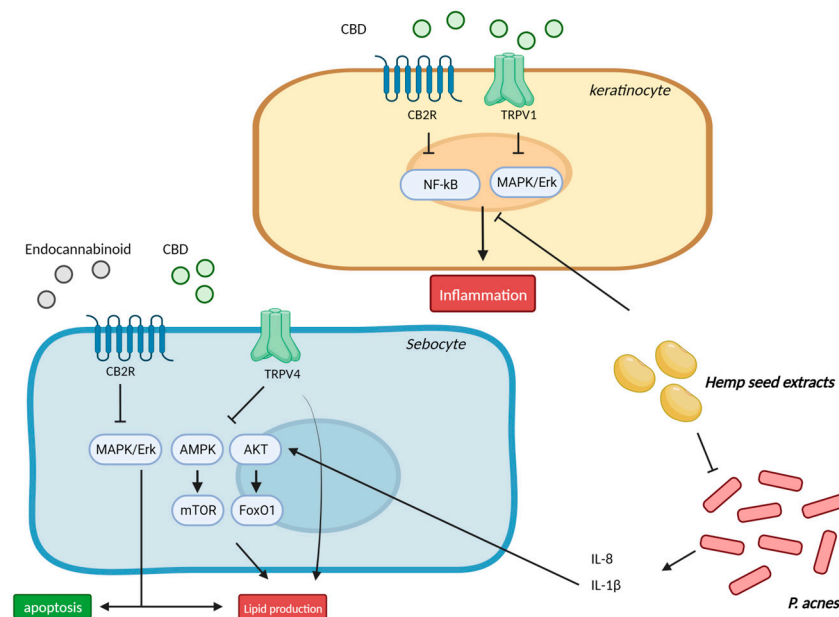 CBD
keratinocyte
CB2R
TRPV1
NF-kB
MAPK/Erk
Inflammation
Endocannabinoid
CBD
Sebocyte
CB2R
TRPV4
Hemp seed extracts
MAPK/Erk
AMPK
AKT
mTOR
FoxO1
IL-8
IL-1β
apoptosis
Lipid production
P. acnes